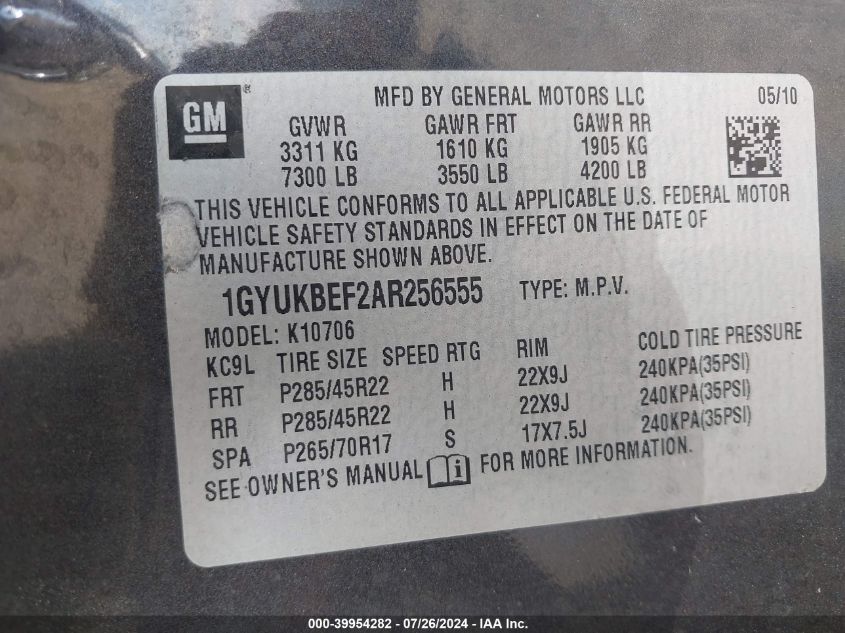 GM® MFD BY GENERAL MOTORS LLC 05/10
GVWR GAWR FRT GAWR RR
3311 KG 1610 KG 1905 KG
7300 LB 3550 LB 4200 LB
THIS VEHICLE CONFORMS TO ALL APPLICABLE U.S. FEDERAL MOTOR
VEHICLE SAFETY STANDARDS IN EFFECT ON THE DATE OF
MANUFACTURE SHOWN ABOVE.
1GYUKBEF2AR256555 TYPE: M.P.V.
MODEL: K10706
KC9L TIRE SIZE SPEED RTG RIM COLD TIRE PRESSURE
FRT P285/45R22 H 22X9J 240KPA(35PSI)
RR P285/45R22 H 22X9J 240KPA(35PSI)
SPA P265/70R17 S 17X7.5J 240KPA(35PSI)
SEE OWNER'S MANUAL i FOR MORE INFORMATION.
000-39954282 - 07/26/2024 - Copyright © 2024 IAA, Inc.